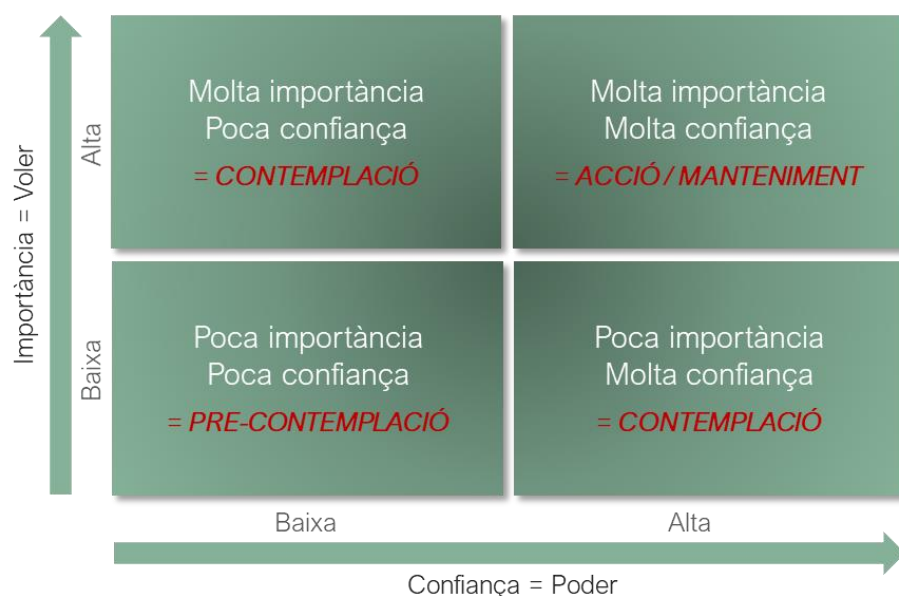 Importància = Voler
Alta
Molta importància
Poca confiança
= CONTEMPLACIÓ
Molta importància
Molta confiança
= ACCIÓ / MANTENIMENT
Baixa
Poca importància
Poca confiança
= PRE-CONTEMPLACIÓ
Poca importància
Molta confiança
= CONTEMPLACIÓ
Baixa
Alta
Confiança = Poder